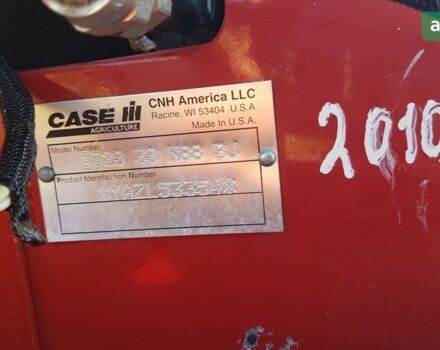 CASE IH
AGRICULTURE
CNH America LLC
Racine, WI 53404 U.S.A.
Made In U.S.A.
Model Number
Product Identification Number
2010